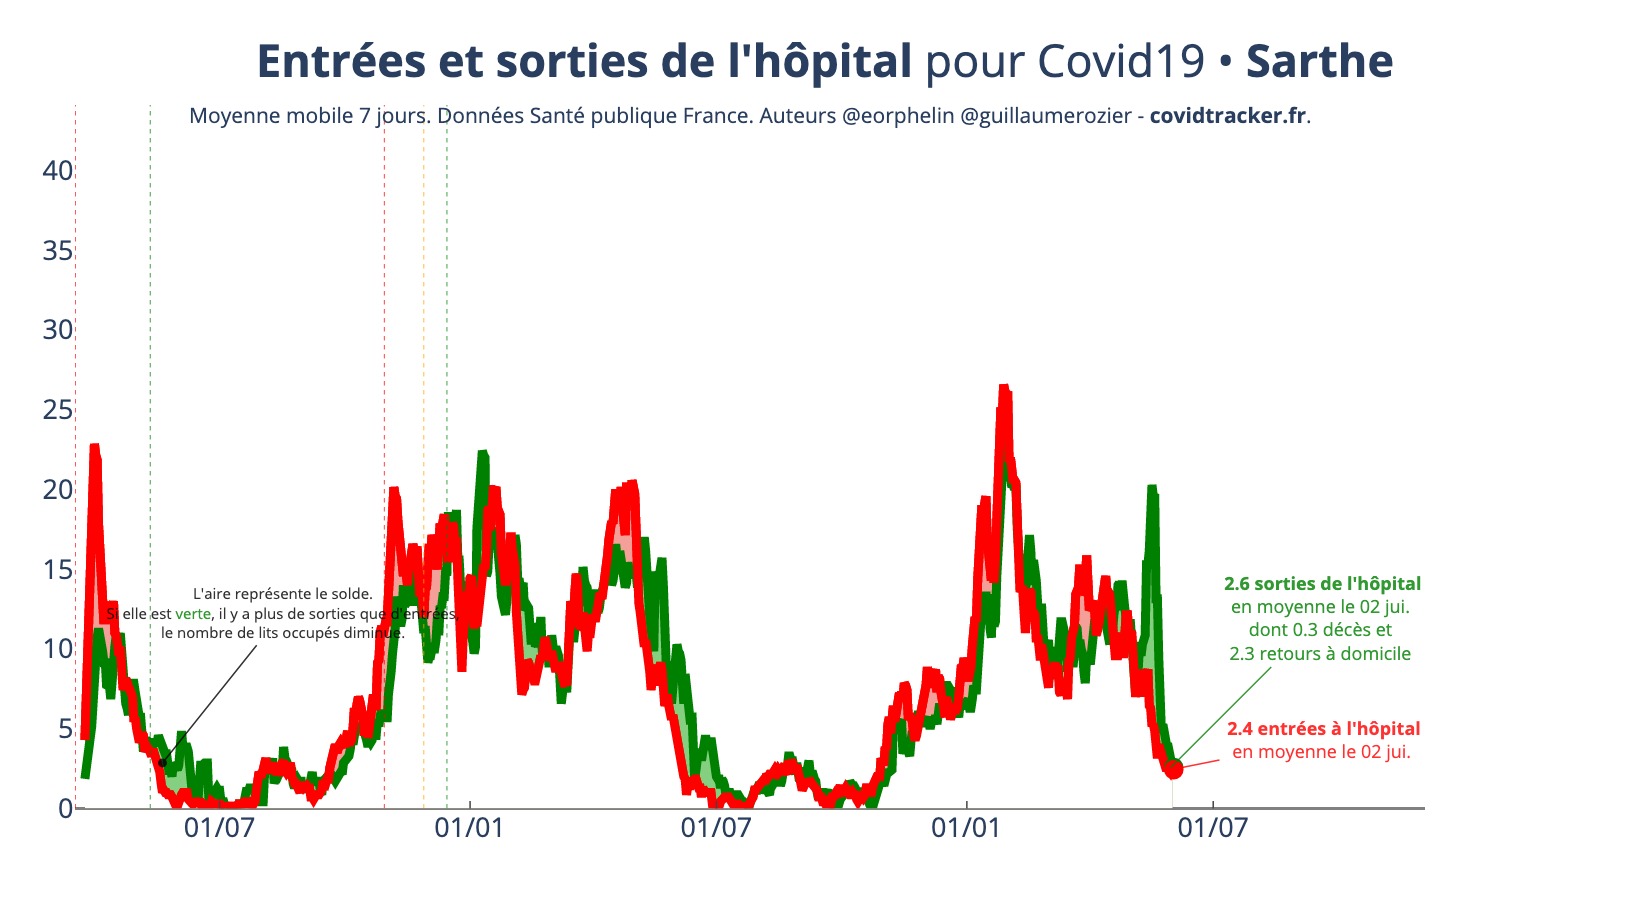 Entrées et sorties de l'hôpital pour Covid19 • Sarthe
Moyenne mobile 7 jours. Données Santé publique France. Auteurs @eorphelin @guillaumerozier - covidtracker.fr.
40
35
30
25
20
15
10
5
0
L'aire représente le solde.
Si elle est verte, il y a plus de sorties que d'entrées,
le nombre de lits occupés diminue.
2.6 sorties de l'hôpital
en moyenne le 02 jui.
dont 0.3 décès et
2.3 retours à domicile
2.4 entrées à l'hôpital
en moyenne le 02 jui.
01/07
01/01
01/07
01/01
01/07